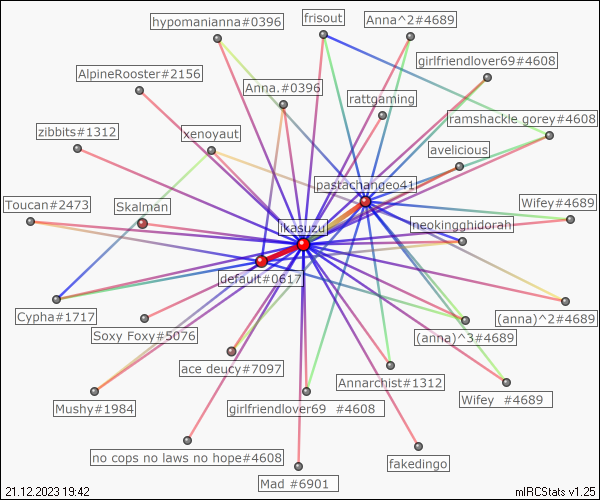 hypomanianna#0396
frisout
Anna^2#4689
girlfriendlover69#4608
AlpineRooster#2156
Anna.#0396
rattgaming
ramshackle gorey#4608
zibbits#1312
xenoyaut
avelicious
pastachangeo41
Toucan#2473
Skalman
Wifey#4689
ikasuzu
neokingghidorah
default#0617
Cypha#1717
Soxy Foxy#5076
(anna)^2#4689
(anna)^3#4689
ace deucy#7097
Annarchist#1312
Mushy#1984
girlfriendlover69 #4608
Wifey #4689
no cops no laws no hope#4608
fakedingo
Mad #6901
21.12.2023 19:42
mIRCStats v1.25